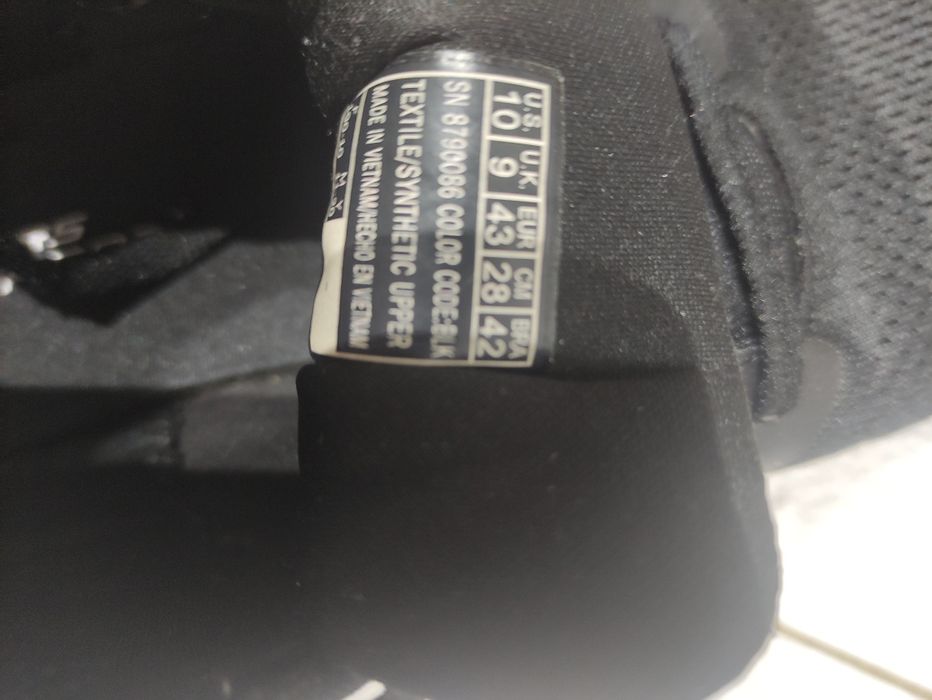 U.S. U.K. EUR CM BRA
10 9 43 28 42
SN 8790086 COLOR CODE:BLK
TEXTILE/SYNTHETIC UPPER
MADE IN VIETNAM/HECHO EN VIETNAM